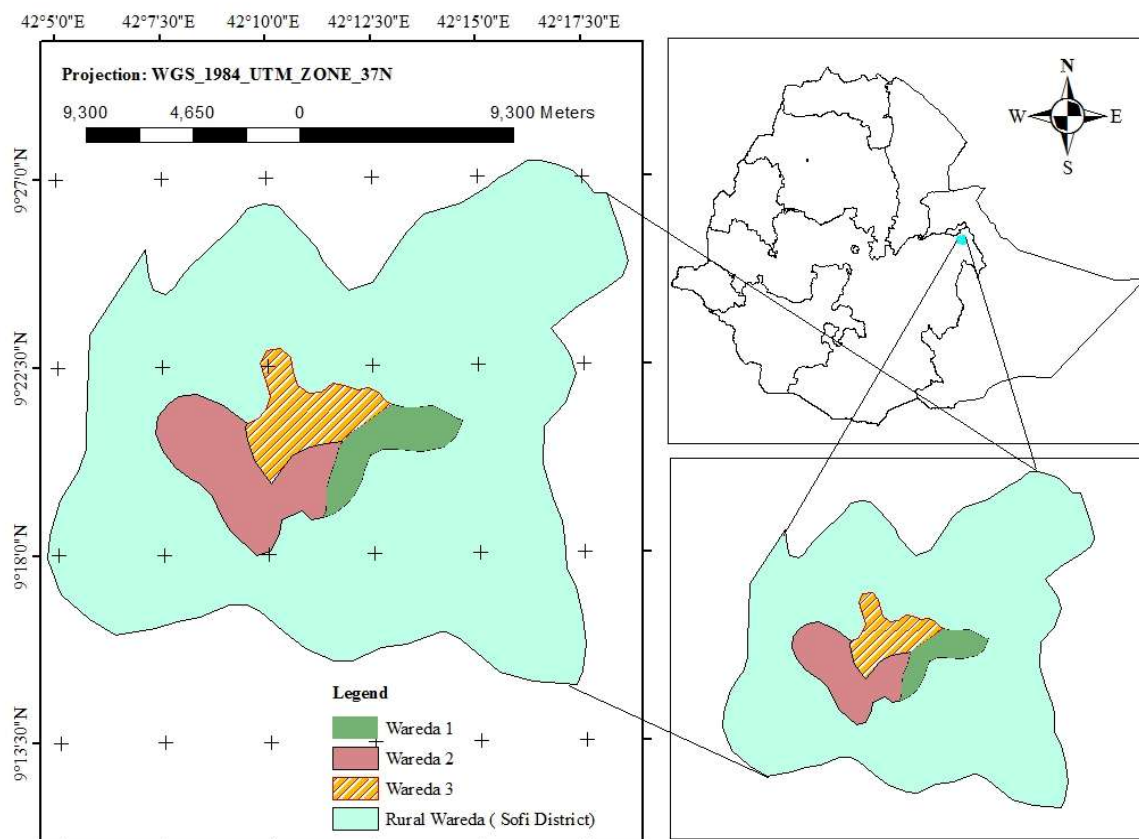 42°5'0"E 42°7'30"E 42°10'0"E 42°12'30"E 42°15'0"E 42°17'30"E
Projection: WGS_1984_UTM_ZONE_37N
9,300 4,650 0 9,300 Meters
9°27'0"N
9°22'30"N
9°18'0"N
9°13'30"N
Legend
Wareda 1
Wareda 2
Wareda 3
Rural Wareda ( Sofi District)
N
W E
S